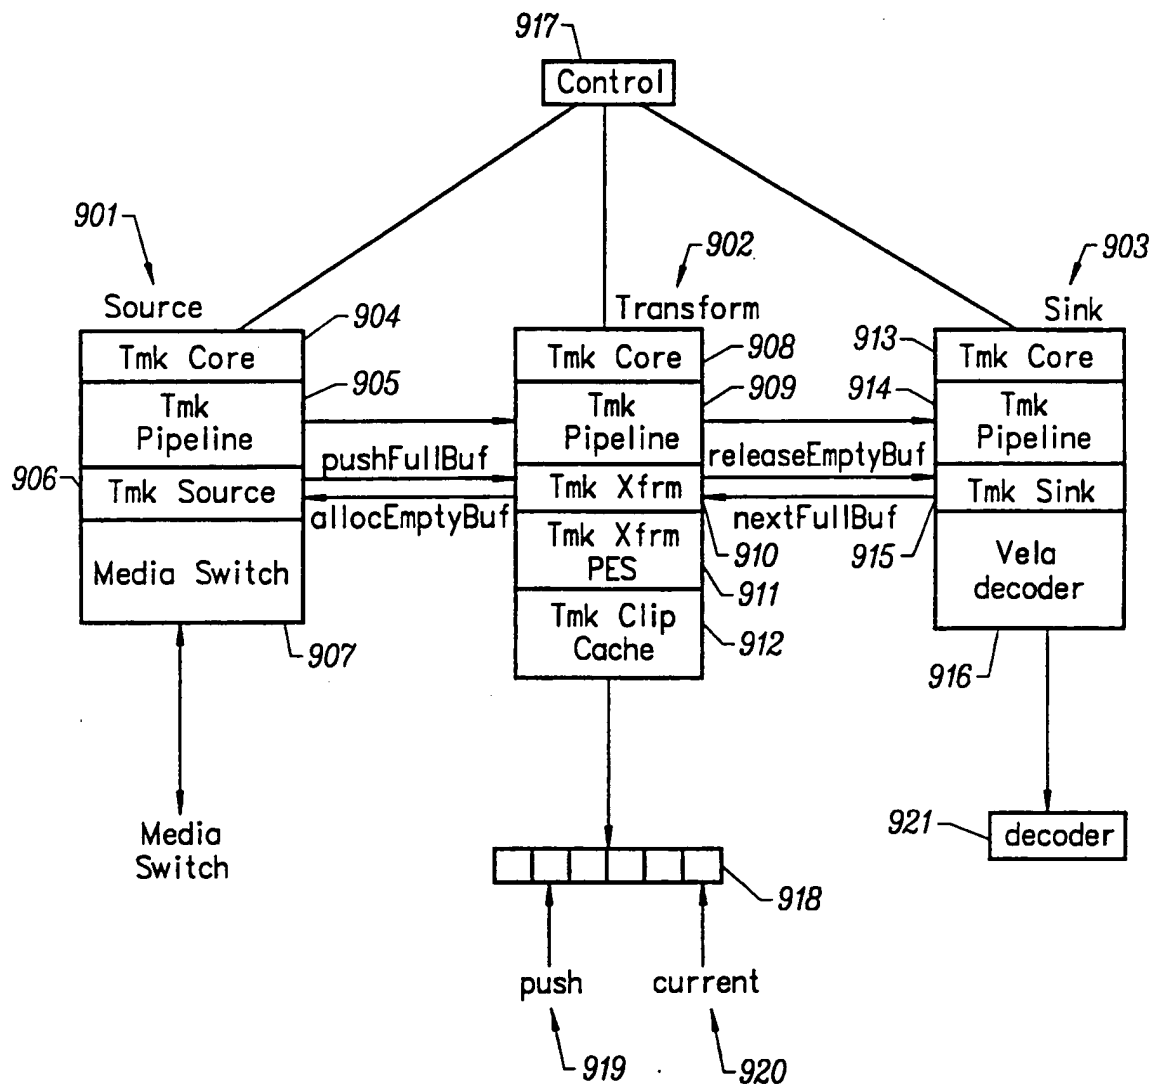 917
Control
901
902
903
Source
Transform
Sink
904
Tmk Core
Tmk Core
908
913
Tmk Core
905
Tmk
Pipeline
Tmk
Pipeline
909
914
Tmk
Pipeline
pushFullBuf
releaseEmptyBuf
906
Tmk Source
Tmk Xfrm
Tmk Sink
allocEmptyBuf
nextFullBuf
910
915
Media Switch
Tmk Xfrm
PES
911
Vela
decoder
907
Tmk Clip
Cache
912
916
Media
Switch
921
decoder
918
push
current
919
920